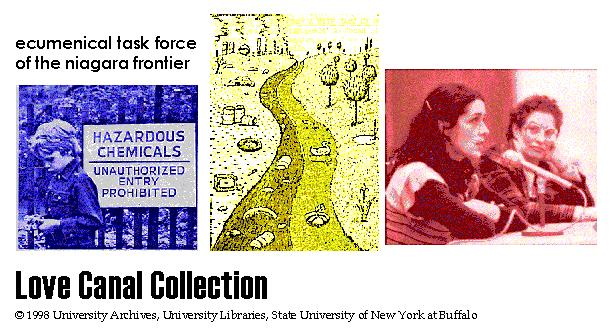 ecumenical task force
of the niagara frontier
HAZARDOUS
CHEMICALS
UNAUTHORIZED
ENTRY
PROHIBITED
Love Canal Collection
© 1998 University Archives, University Libraries, State University of New York at Buffalo